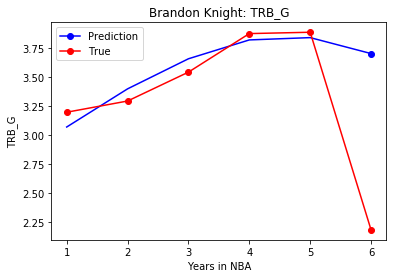 Brandon Knight: TRB_G
Prediction
True
TRB_G
3.75
3.50
3.25
3.00
2.75
2.50
2.25
1 2 3 4 5 6
Years in NBA